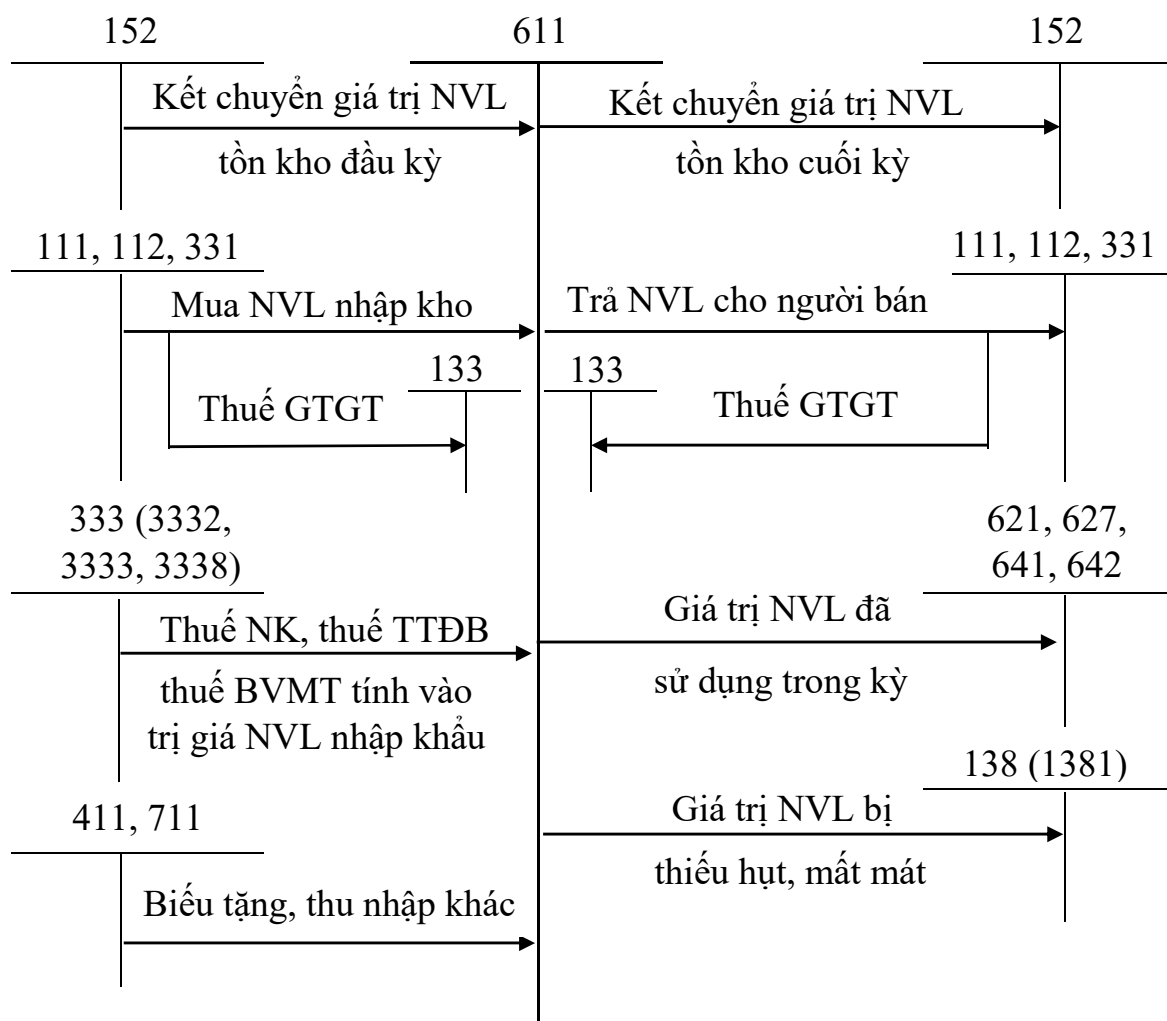 152
611
152
Kết chuyển giá trị NVL
tồn kho đầu kỳ
Kết chuyển giá trị NVL
tồn kho cuối kỳ
111, 112, 331
111, 112, 331
Mua NVL nhập kho
Trả NVL cho người bán
133
133
Thuế GTGT
Thuế GTGT
333 (3332,
3333, 3338)
621, 627,
641, 642
Thuế NK, thuế TTĐB
thuế BVMT tính vào
trị giá NVL nhập khẩu
Giá trị NVL đã
sử dụng trong kỳ
138 (1381)
411, 711
Giá trị NVL bị
thiếu hụt, mất mát
Biếu tặng, thu nhập khác